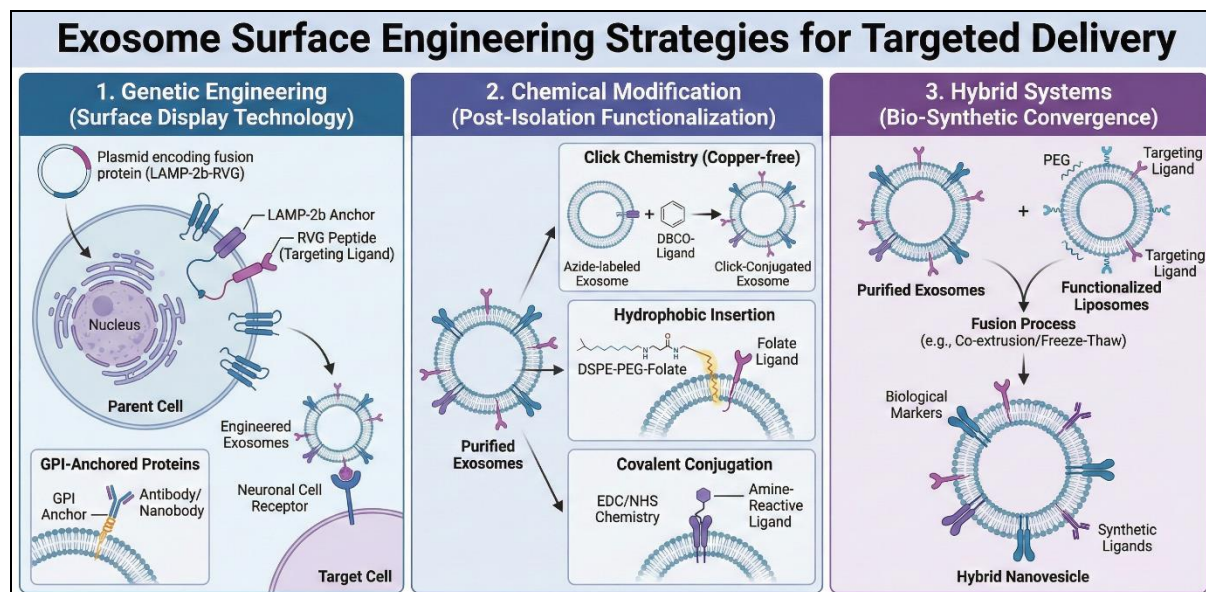 Exosome Surface Engineering Strategies for Targeted Delivery
1. Genetic Engineering
(Surface Display Technology)
Plasmid encoding fusion
protein (LAMP-2b-RVG)
LAMP-2b Anchor
RVG Peptide
(Targeting Ligand)
Nucleus
Parent Cell
Engineered
Exosomes
Neuronal Cell
Receptor
Target Cell
GPI-Anchored Proteins
GPI
Anchor
Antibody/
Nanobody
2. Chemical Modification
(Post-Isolation Functionalization)
Purified Exosomes
Click Chemistry (Copper-free)
+
Azide-labeled
Exosome
DBCO-
Ligand
Click-Conjugated
Exosome
Hydrophobic Insertion
H
N
O
N
H
DSPE-PEG-Folate
Folate
Ligand
Covalent Conjugation
EDC/NHS
Chemistry
Amine-
Reactive
Ligand
3. Hybrid Systems
(Bio-Synthetic Convergence)
PEG
Targeting
Ligand
+
Targeting
Ligand
Purified Exosomes
Functionalized
Liposomes
Fusion Process
(e.g., Co-extrusion/Freeze-Thaw)
Biological
Markers
Synthetic
Ligands
Hybrid Nanovesicle